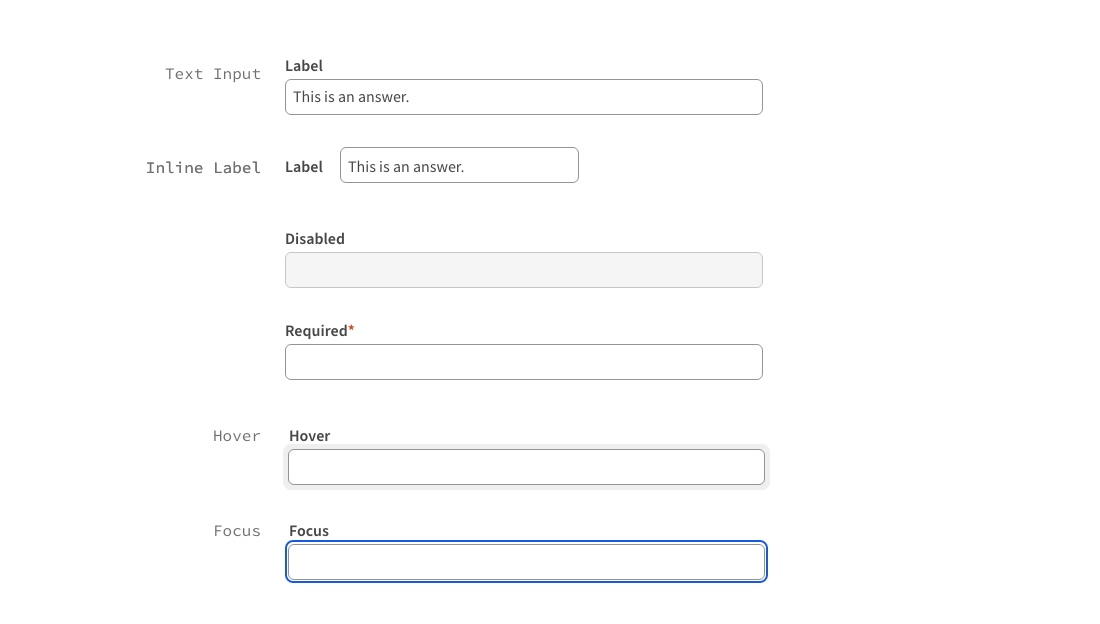 Label
Text Input
This is an answer.
Inline Label Label This is an answer.
Disabled
Required*
Hover Hover
Focus Focus